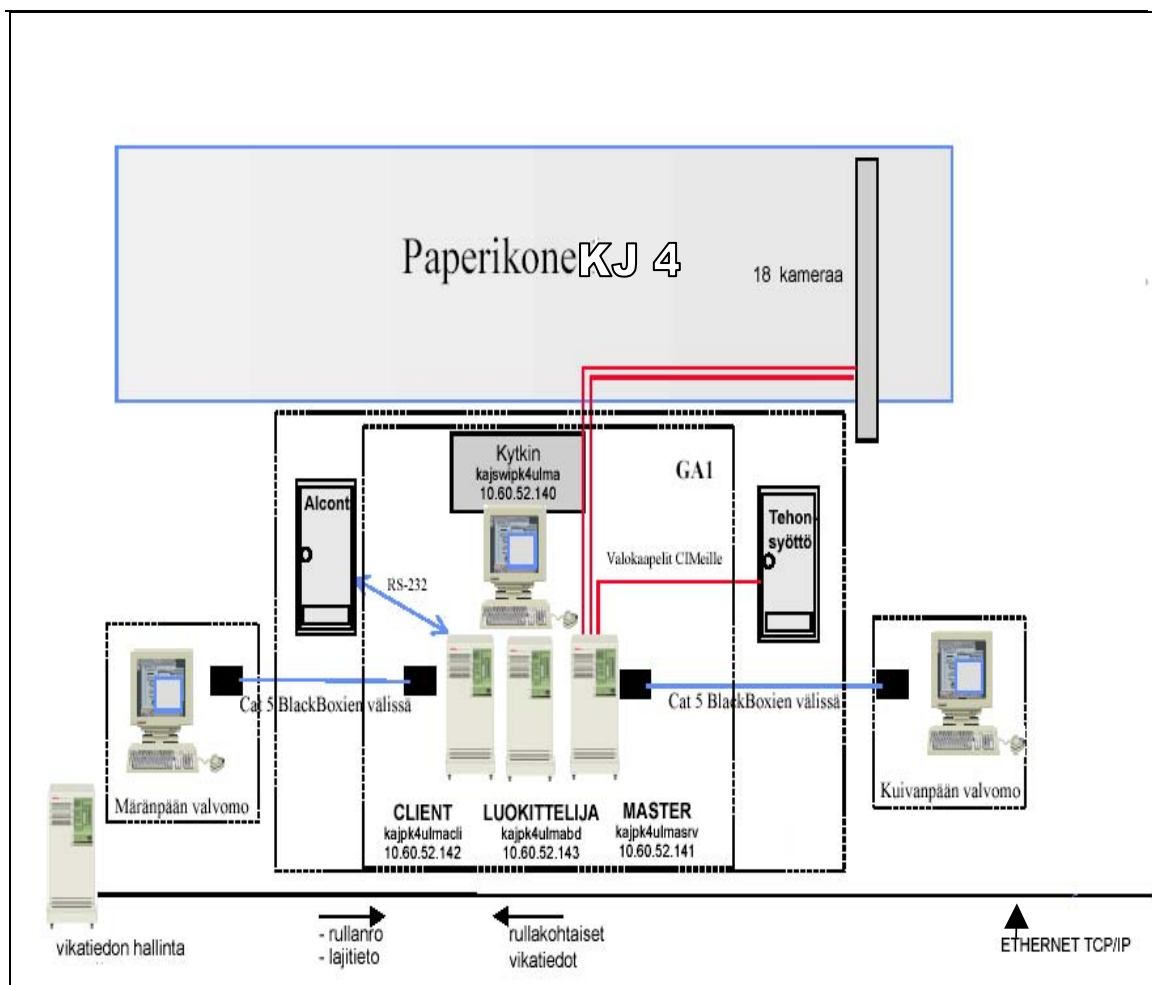 Paperikone KJ 4
18 kameraa
Kytkin
kajswipk4ulma
10.60.52.140
GA1
Alcont
Tehon-
syöttö
RS-232
Valokaapelit CIMeille
Cat 5 BlackBoxien välissä
Cat 5 BlackBoxien välissä
Märänpään valvomo
Kuivanpään valvomo
CLIENT
kajpk4ulmacli
10.60.52.142
LUOKITTELIJA
kajpk4ulmabd
10.60.52.143
MASTER
kajpk4ulmasrv
10.60.52.141
vikatiedon hallinta
- rullanro
- lajitieto
rullakohtaiset
vikatiedot
ETHERNET TCP/IP